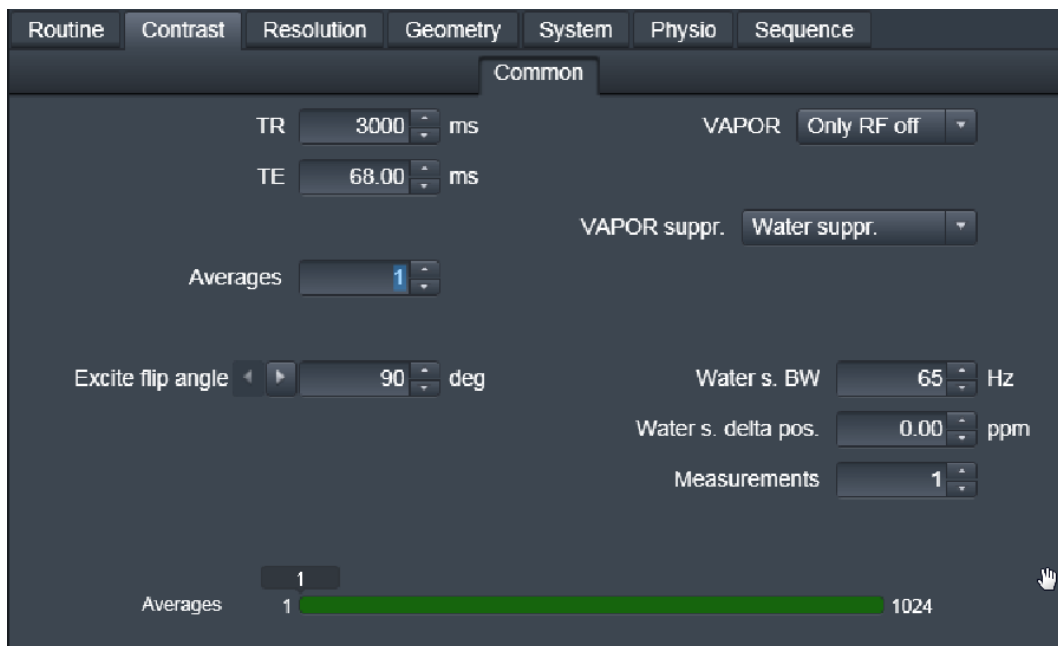 Routine Contrast Resolution Geometry System Physio Sequence
Common
TR 3000 ms VAPOR Only RF off
TE 68.00 ms
VAPOR suppr. Water suppr.
Averages 1
Excite flip angle 90 deg Water s. BW 65 Hz
Water s. delta pos. 0.00 ppm
Measurements 1
1
Averages 1 1024